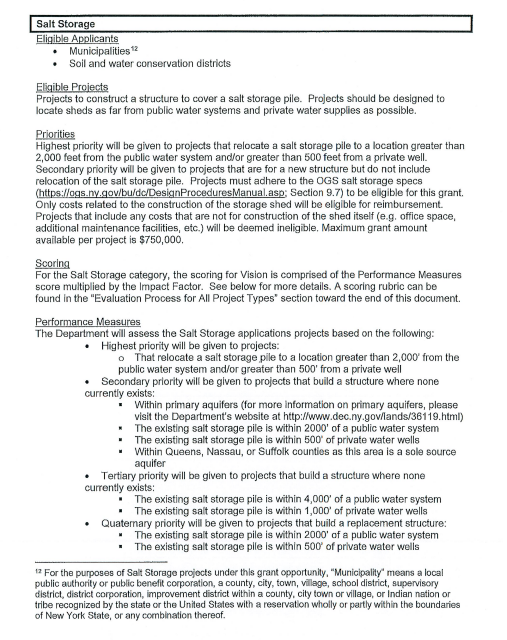 Salt Storage
Eligible Applicants
• Municipalities¹²
• Soil and water conservation districts
Eligible Projects
Projects to construct a structure to cover a salt storage pile. Projects should be designed to
locate sheds as far from public water systems and private water supplies as possible.
Priorities
Highest priority will be given to projects that relocate a salt storage pile to a location greater than
2,000 feet from the public water system and/or greater than 500 feet from a private well.
Secondary priority will be given to projects that are for a new structure but do not include
relocation of the salt storage pile. Projects must adhere to the OGS salt storage specs
(https://ogs.ny.gov/bu/dc/DesignProceduresManual.asp; Section 9.7) to be eligible for this grant.
Only costs related to the construction of the storage shed will be eligible for reimbursement.
Projects that include any costs that are not for construction of the shed itself (e.g. office space,
additional maintenance facilities, etc.) will be deemed ineligible. Maximum grant amount
available per project is $750,000.
Scoring
For the Salt Storage category, the scoring for Vision is comprised of the Performance Measures
score multiplied by the Impact Factor. See below for more details. A scoring rubric can be
found in the "Evaluation Process for All Project Types" section toward the end of this document.
Performance Measures
The Department will assess the Salt Storage applications projects based on the following:
• Highest priority will be given to projects:
o That relocate a salt storage pile to a location greater than 2,000' from the
public water system and/or greater than 500' from a private well
• Secondary priority will be given to projects that build a structure where none
currently exists:
▪ Within primary aquifers (for more information on primary aquifers, please
visit the Department's website at http://www.dec.ny.gov/lands/36119.html)
▪ The existing salt storage pile is within 2000' of a public water system
▪ The existing salt storage pile is within 500' of private water wells
▪ Within Queens, Nassau, or Suffolk counties as this area is a sole source
aquifer
• Tertiary priority will be given to projects that build a structure where none
currently exists:
▪ The existing salt storage pile is within 4,000' of a public water system
▪ The existing salt storage pile is within 1,000' of private water wells
• Quaternary priority will be given to projects that build a replacement structure:
▪ The existing salt storage pile is within 2000' of a public water system
▪ The existing salt storage pile is within 500' of private water wells
¹² For the purposes of Salt Storage projects under this grant opportunity, "Municipality" means a local
public authority or public benefit corporation, a county, city, town, village, school district, supervisory
district, district corporation, improvement district within a county, city town or village, or Indian nation or
tribe recognized by the state or the United States with a reservation wholly or partly within the boundaries
of New York State, or any combination thereof.